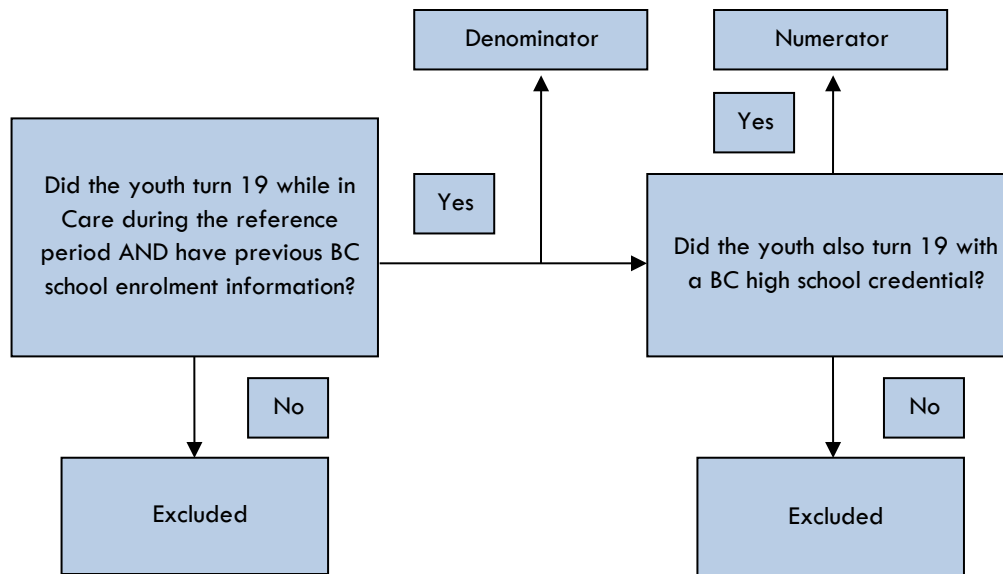 Denominator
Numerator
Yes
Did the youth turn 19 while in
Care during the reference
period AND have previous BC
school enrolment information?
Yes
Did the youth also turn 19 with
a BC high school credential?
No
No
Excluded
Excluded